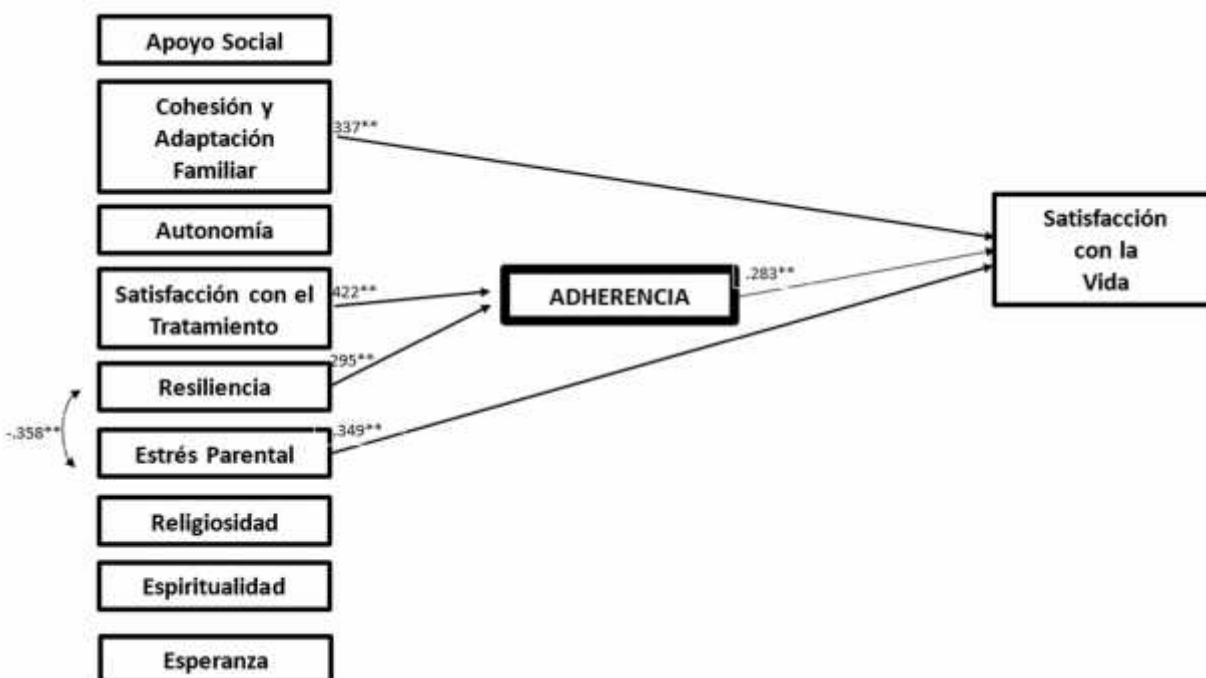 Apoyo Social
Cohesión y
Adaptación
Familiar
337**
Autonomía
Satisfacción con el
Tratamiento
422**
Resiliencia
295**
-.358**
Estrés Parental
.349**
Religiosidad
Espiritualidad
Esperanza
ADHERENCIA
.283**
Satisfacción
con la
Vida